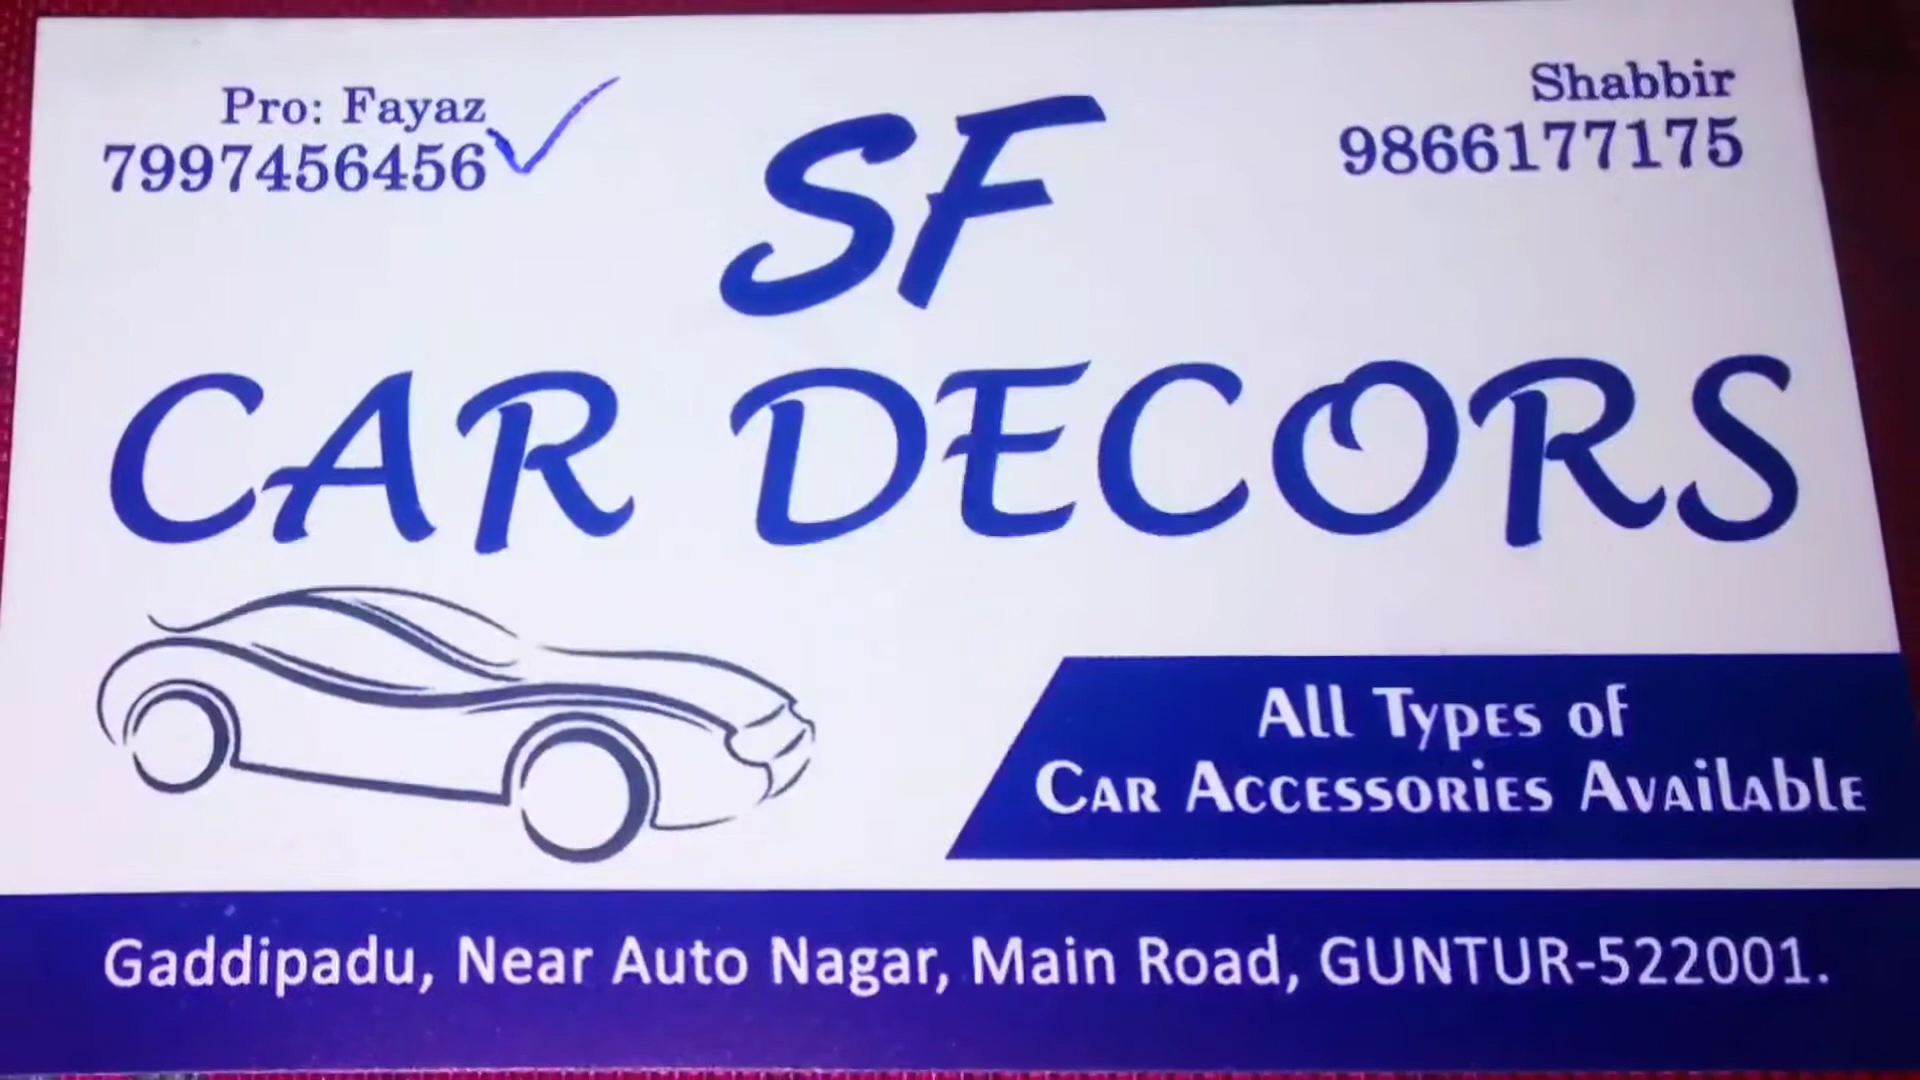 Pro: Fayaz
7997456456
Shabbir
9866177175
SF
CAR DECORS
All Types of
Car Accessories Available
Gaddipadu, Near Auto Nagar, Main Road, GUNTUR-522001.